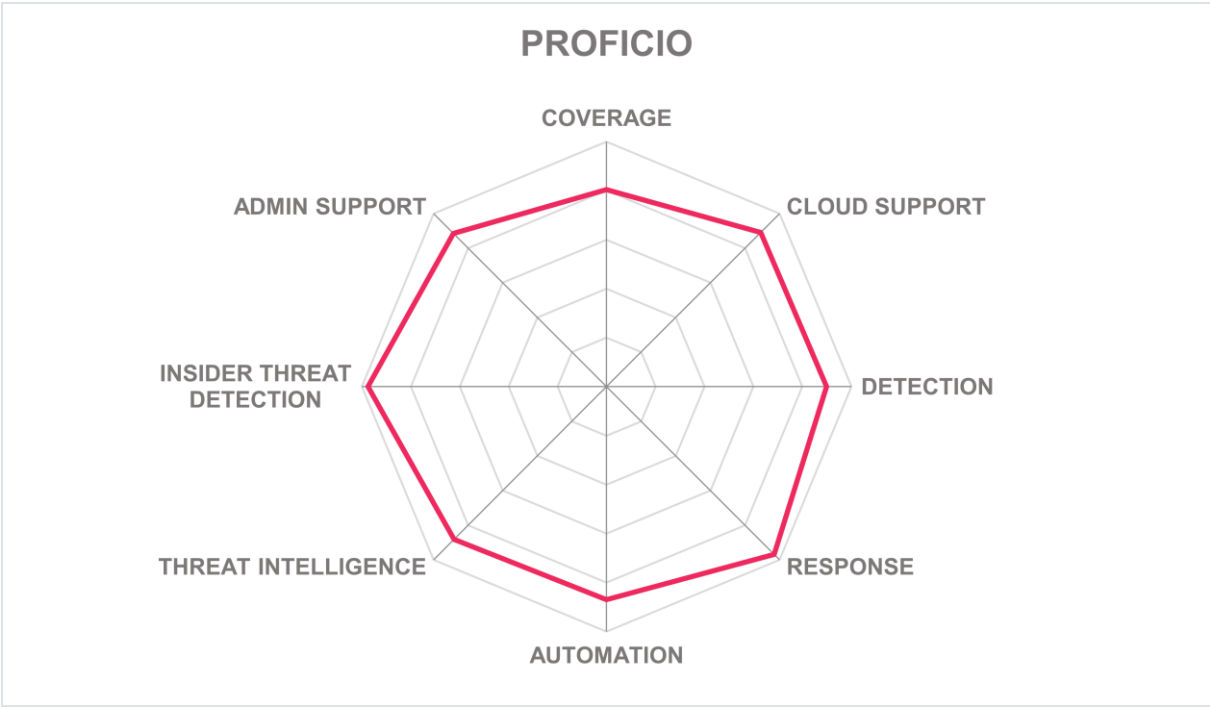 PROFICIO
COVERAGE
ADMIN SUPPORT
CLOUD SUPPORT
INSIDER THREAT
DETECTION
DETECTION
THREAT INTELLIGENCE
RESPONSE
AUTOMATION